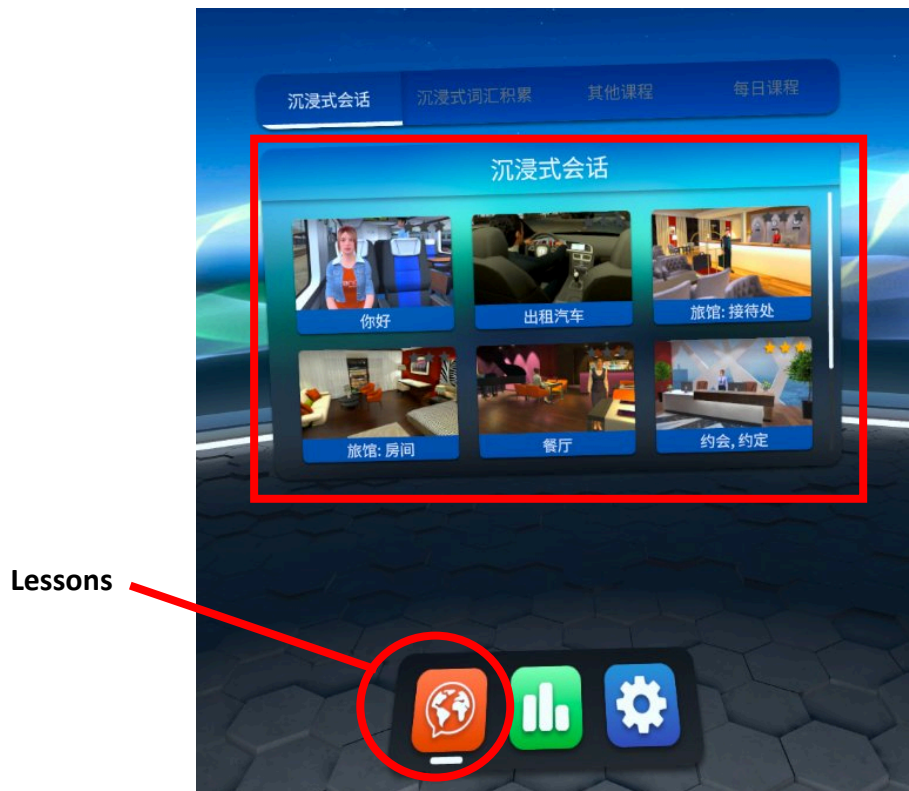 沉浸式会话 沉浸式词汇积累 其他课程 每日课程
沉浸式会话
你好 出租汽车 旅馆: 接待处
旅馆: 房间 餐厅 约会, 约定
Lessons